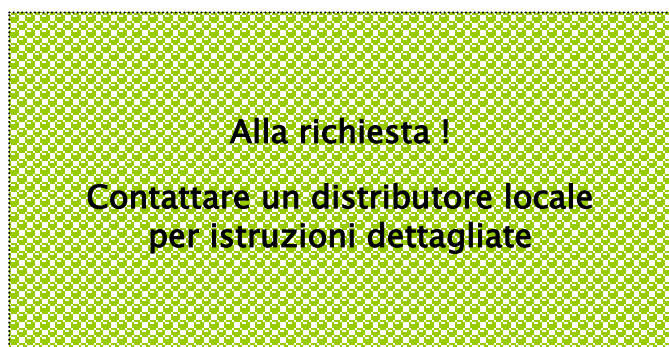 Alla richiesta !
Contattare un distributore locale
per istruzioni dettagliate